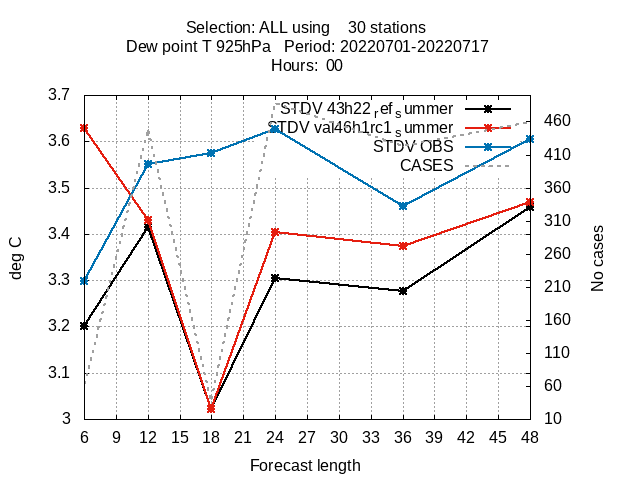 Selection: ALL using    30 stations
Dew point T 925hPa   Period: 20220701-20220717
Hours:  00
STDV 43h22_ref_summer
STDV val46h1rc1_summer
STDV OBS
CASES
deg C
3.7
3.6
3.5
3.4
3.3
3.2
3.1
3
No cases
460
410
360
310
260
210
160
110
60
10
6 9 12 15 18 21 24 27 30 33 36 39 42 45 48
Forecast length